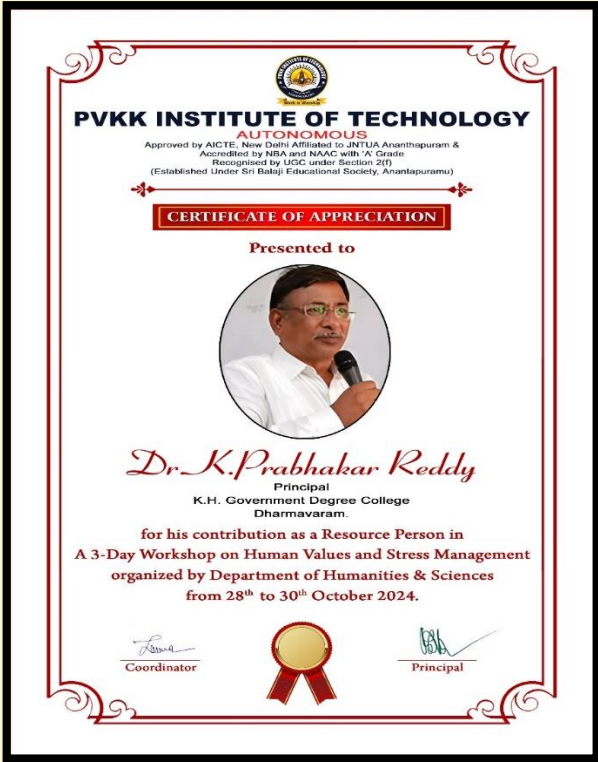 PVKK INSTITUTE OF TECHNOLOGY
AUTONOMOUS
Approved by AICTE, New Delhi Affiliated to JNTUA Ananthapuram &
Accredited by NBA and NAAC with 'A' Grade
Recognised by UGC under Section 2(f)
(Established Under Sri Balaji Educational Society, Anantapuramu)
CERTIFICATE OF APPRECIATION
Presented to
Dr.K.Prabhakar Reddy
Principal
K.H. Government Degree College
Dharmavaram.
for his contribution as a Resource Person in
A 3-Day Workshop on Human Values and Stress Management
organized by Department of Humanities & Sciences
from 28th to 30th October 2024.
Coordinator
Principal